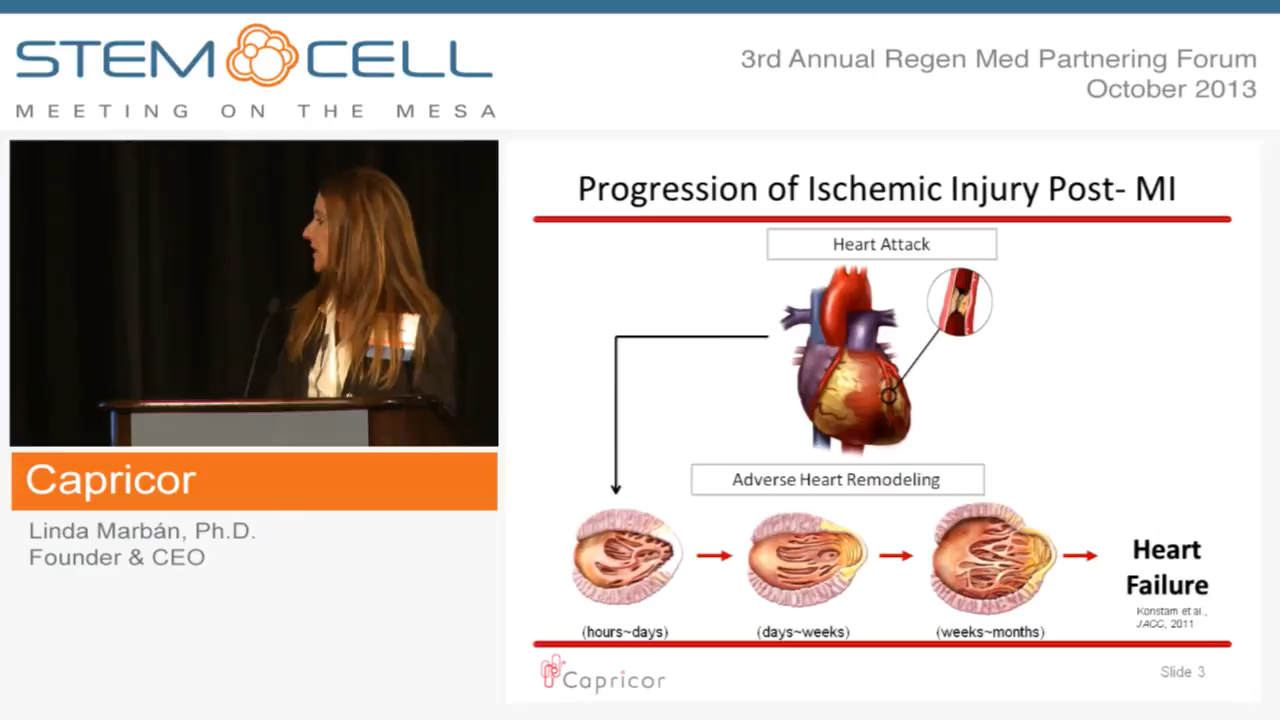 STEM CELL
MEETING ON THE MESA
3rd Annual Regen Med Partnering Forum
October 2013
Capricor
Linda Marbán, Ph.D.
Founder & CEO
Progression of Ischemic Injury Post- MI
Heart Attack
Adverse Heart Remodeling
(hours~days)
(days~weeks)
(weeks~months)
Heart
Failure
Konstam et al.,
JACC, 2011
Capricor
Slide 3